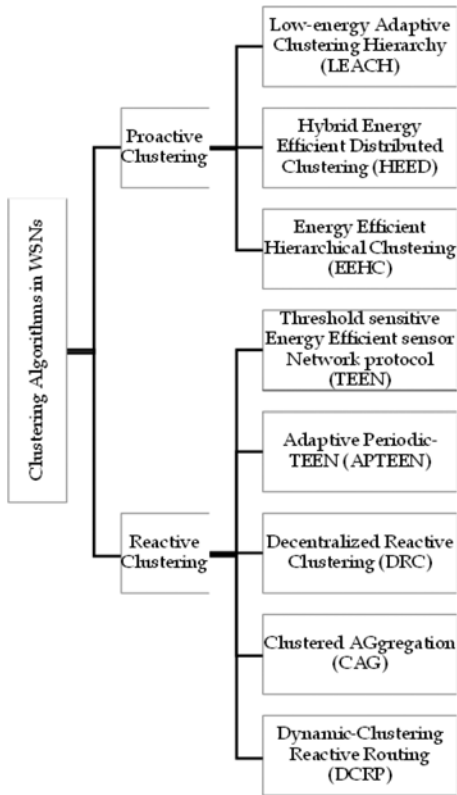 Clustering Algorithms in WSNs
Proactive
Clustering
Low-energy Adaptive
Clustering Hierarchy
(LEACH)
Hybrid Energy
Efficient Distributed
Clustering (HEED)
Energy Efficient
Hierarchical Clustering
(EEHC)
Reactive
Clustering
Threshold sensitive
Energy Efficient sensor
Network protocol
(TEEN)
Adaptive Periodic-
TEEN (APTEEN)
Decentralized Reactive
Clustering (DRC)
Clustered AGgregation
(CAG)
Dynamic-Clustering
Reactive Routing
(DCRP)